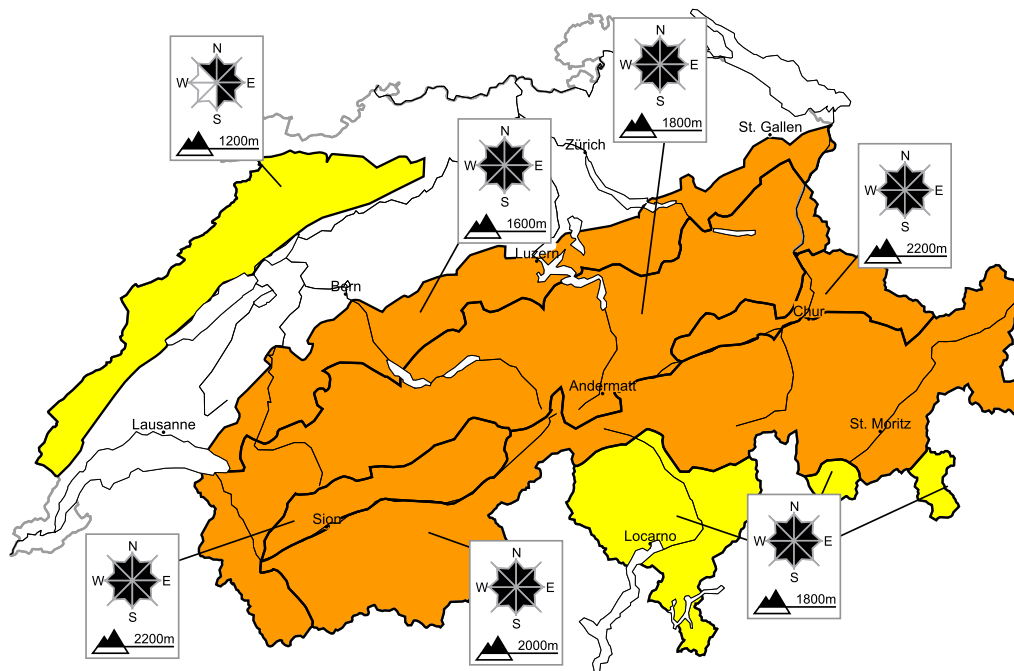 N
W E
S
1800m
N
W E
S
1200m
St. Gallen
N
W E
S
1600m
Zürich
N
W E
S
2200m
Luzern
Bern
Chur
Andermatt
Lausanne
St. Moritz
N
W E
S
1800m
Sion
Locarno
N
W E
S
2200m
N
W E
S
2000m